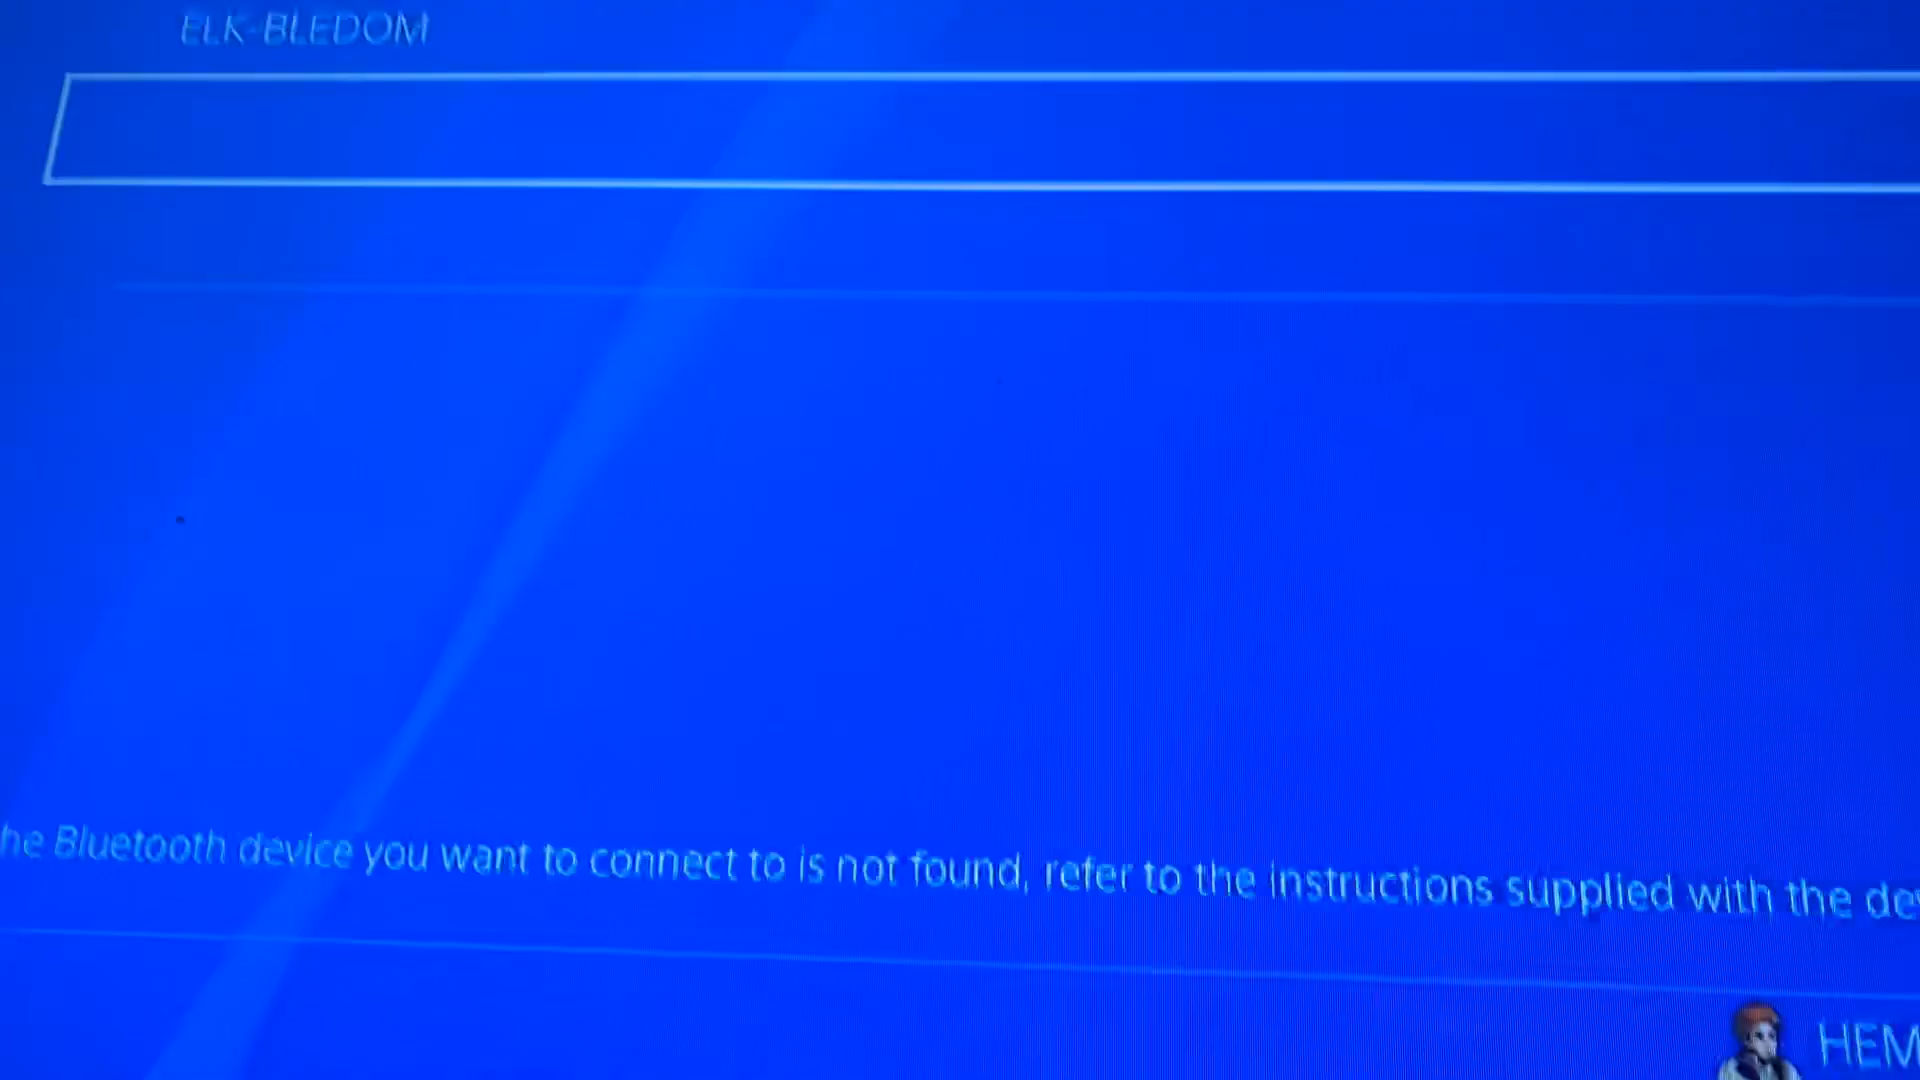 ELK-BLEDOM
he Bluetooth device you want to connect to is not found, refer to the instructions supplied with the dev
HEM